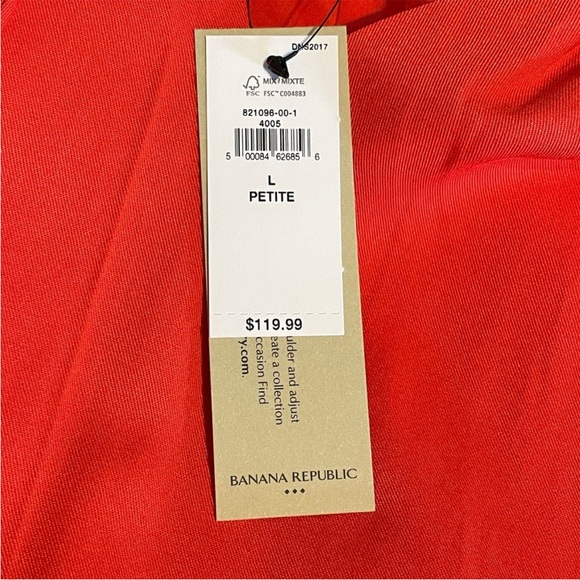 DNS2017
MIX / MIXTE
FSC FSC™ C004883
821096-00-1
4005
5 00084 62685 6
L
PETITE
$119.99
ulder and adjust
eate a collection
ccasion Find
y.com.
BANANA REPUBLIC